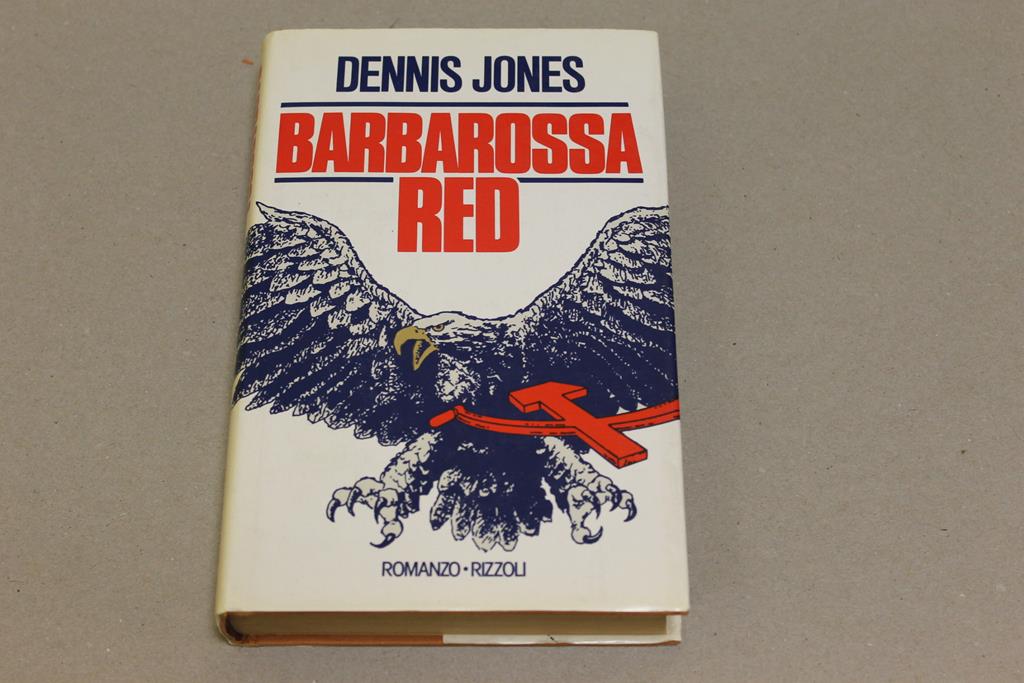 DENNIS JONES
BARBAROSSA
RED
ROMANZO • RIZZOLI